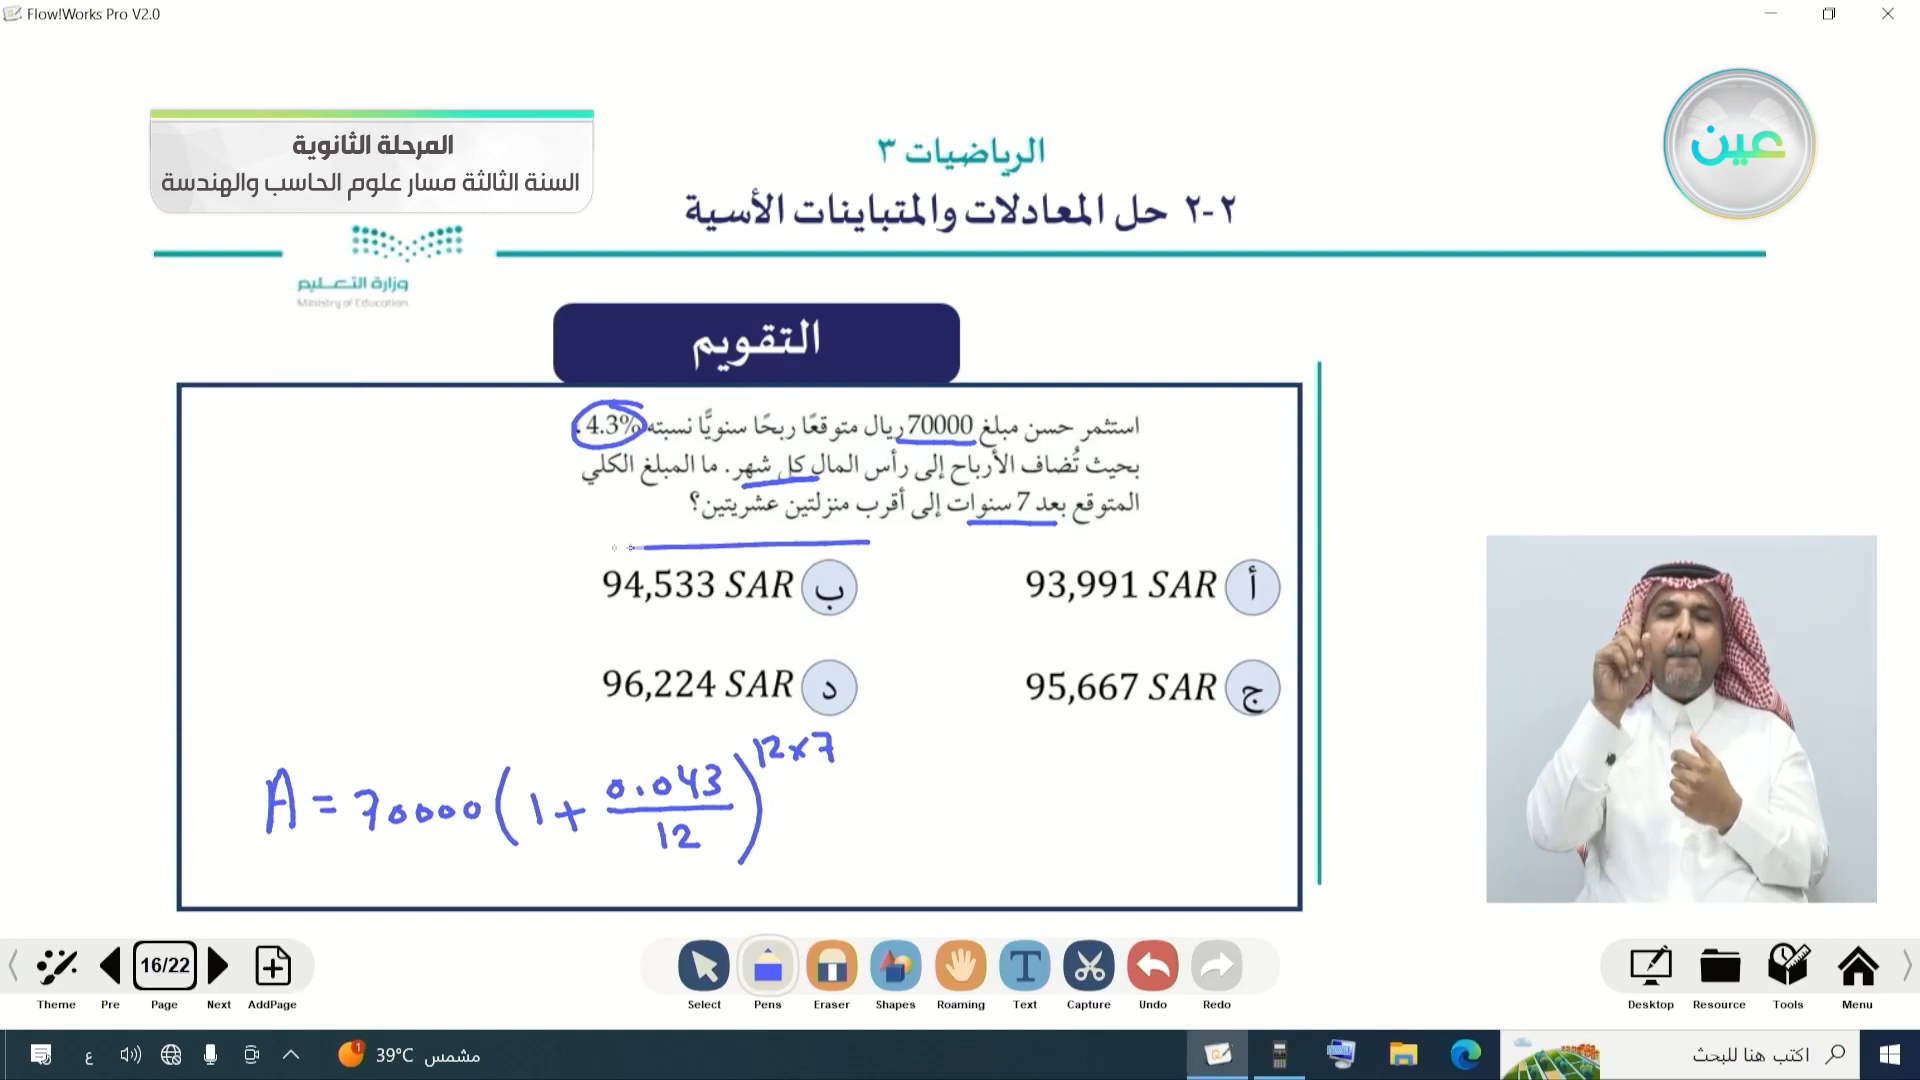 Flow!Works Pro V2.0
عين
المرحلة الثانوية
السنة الثالثة مسار علوم الحاسب والهندسة
الرياضيات ٣
٢-٢ حل المعادلات والمتباينات الأسية
وزارة التعليم
Ministry of Education
التقويم
استثمر حسن مبلغ 70000 ريال متوقعًا ربحًا سنويًّا نسبته 4.3% .
بحيث تُضاف الأرباح إلى رأس المال كل شهر. ما المبلغ الكلي
المتوقع بعد 7 سنوات إلى أقرب منزلتين عشريتين؟
أ 93,991 SAR
ب 94,533 SAR
ج 95,667 SAR
د 96,224 SAR
A = 70000 (1 + 0.043/12)^12×7
Theme
Pre
16/22
Page
Next
AddPage
Select
Pens
Eraser
Shapes
Roaming
T
Text
Capture
Undo
Redo
Desktop
Resource
Tools
Menu
ع
1
39°C مشمس
اكتب هنا للبحث